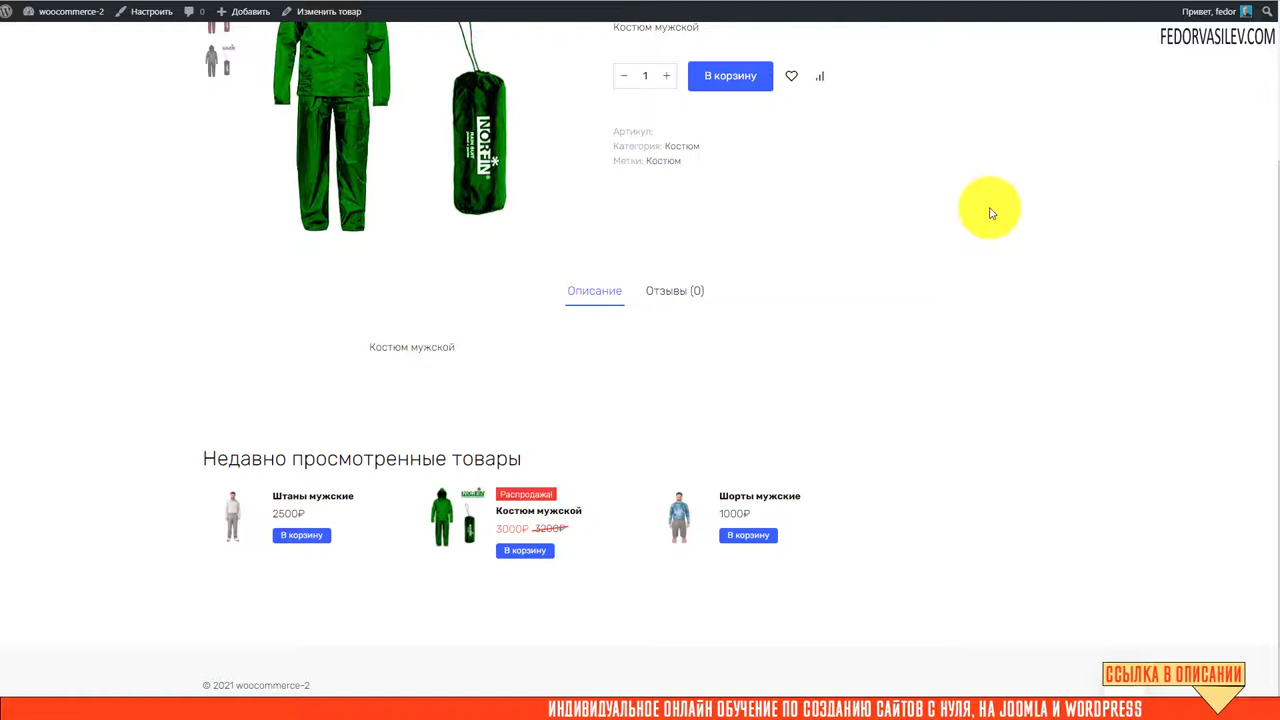 woocommerce-2 Настроить 0 Добавить Изменить товар Привет, fedor
FEDORVASILEV.COM
Костюм мужской
− 1 + В корзину
Артикул:
Категория: Костюм
Метки: Костюм
NORFIN
RAIN SUIT
Описание Отзывы (0)
Костюм мужской
Недавно просмотренные товары
Штаны мужские
2500₽
В корзину
Распродажа!
Костюм мужской
3000₽ 3200₽
В корзину
Шорты мужские
1000₽
В корзину
© 2021 woocommerce-2
ССЫЛКА В ОПИСАНИИ
ИНДИВИДУАЛЬНОЕ ОНЛАЙН ОБУЧЕНИЕ ПО СОЗДАНИЮ САЙТОВ С НУЛЯ, НА JOOMLA И WORDPRESS